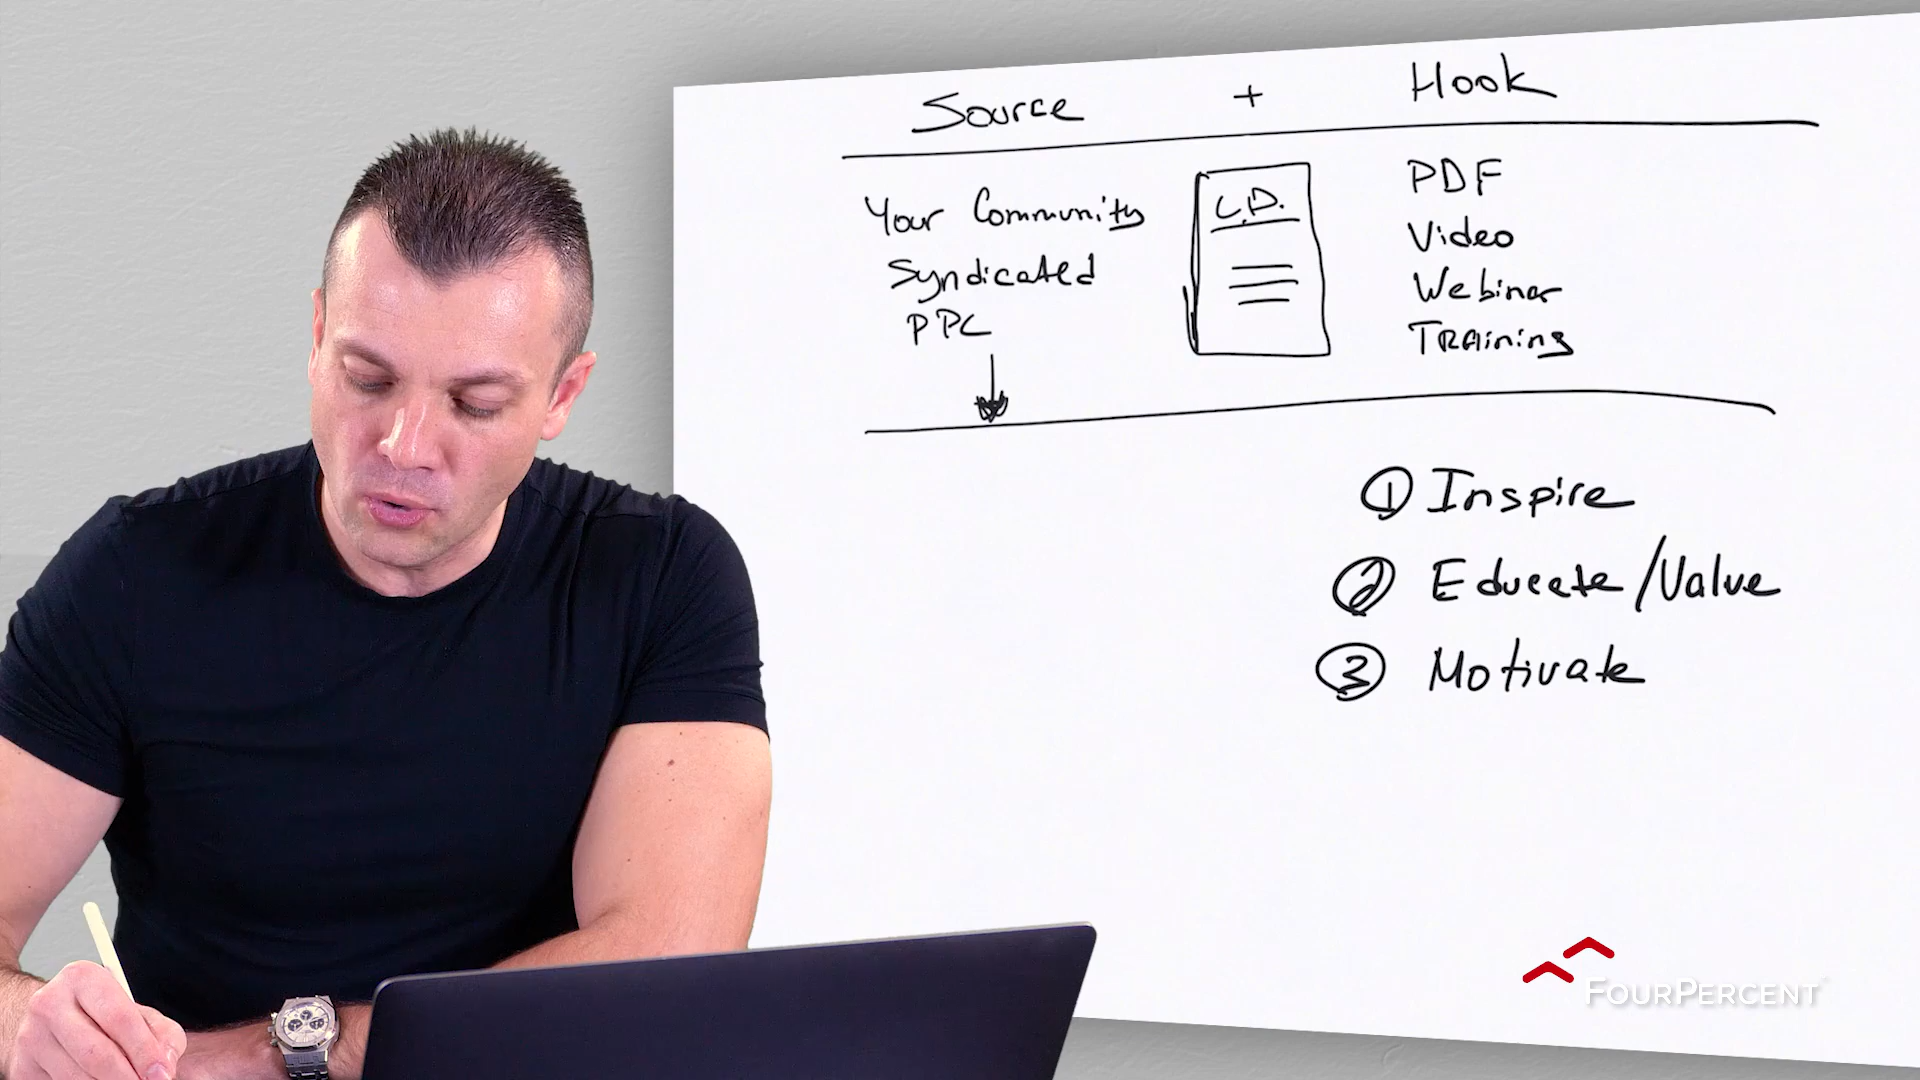 Source + Hook
Your Community
Syndicated
PPC
L.D.
PDF
Video
Webinar
Training
1 Inspire
2 Educate/Value
3 Motivate
FOURPERCENT